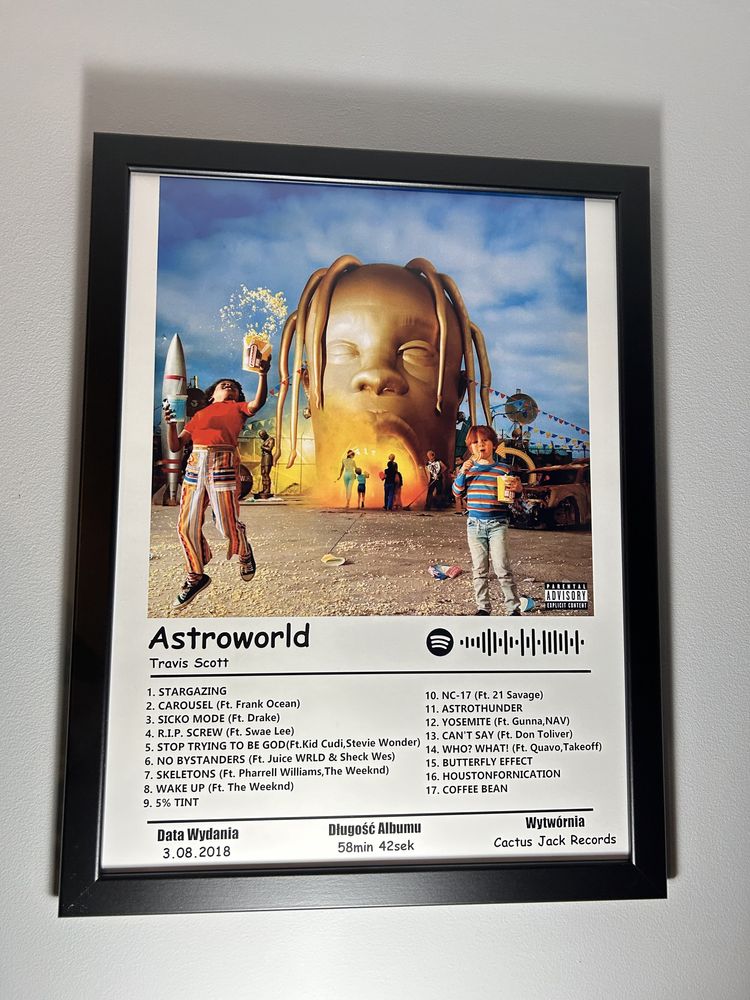 PARENTAL
ADVISORY
EXPLICIT CONTENT
Astroworld
Travis Scott
1. STARGAZING
2. CAROUSEL (Ft. Frank Ocean)
3. SICKO MODE (Ft. Drake)
4. R.I.P. SCREW (Ft. Swae Lee)
5. STOP TRYING TO BE GOD(Ft.Kid Cudi,Stevie Wonder)
6. NO BYSTANDERS (Ft. Juice WRLD & Sheck Wes)
7. SKELETONS (Ft. Pharrell Williams,The Weeknd)
8. WAKE UP (Ft. The Weeknd)
9. 5% TINT
10. NC-17 (Ft. 21 Savage)
11. ASTROTHUNDER
12. YOSEMITE (Ft. Gunna,NAV)
13. CAN'T SAY (Ft. Don Toliver)
14. WHO? WHAT! (Ft. Quavo,Takeoff)
15. BUTTERFLY EFFECT
16. HOUSTONFORNICATION
17. COFFEE BEAN
Data Wydania
3.08.2018
Długość Albumu
58min 42sek
Wytwórnia
Cactus Jack Records